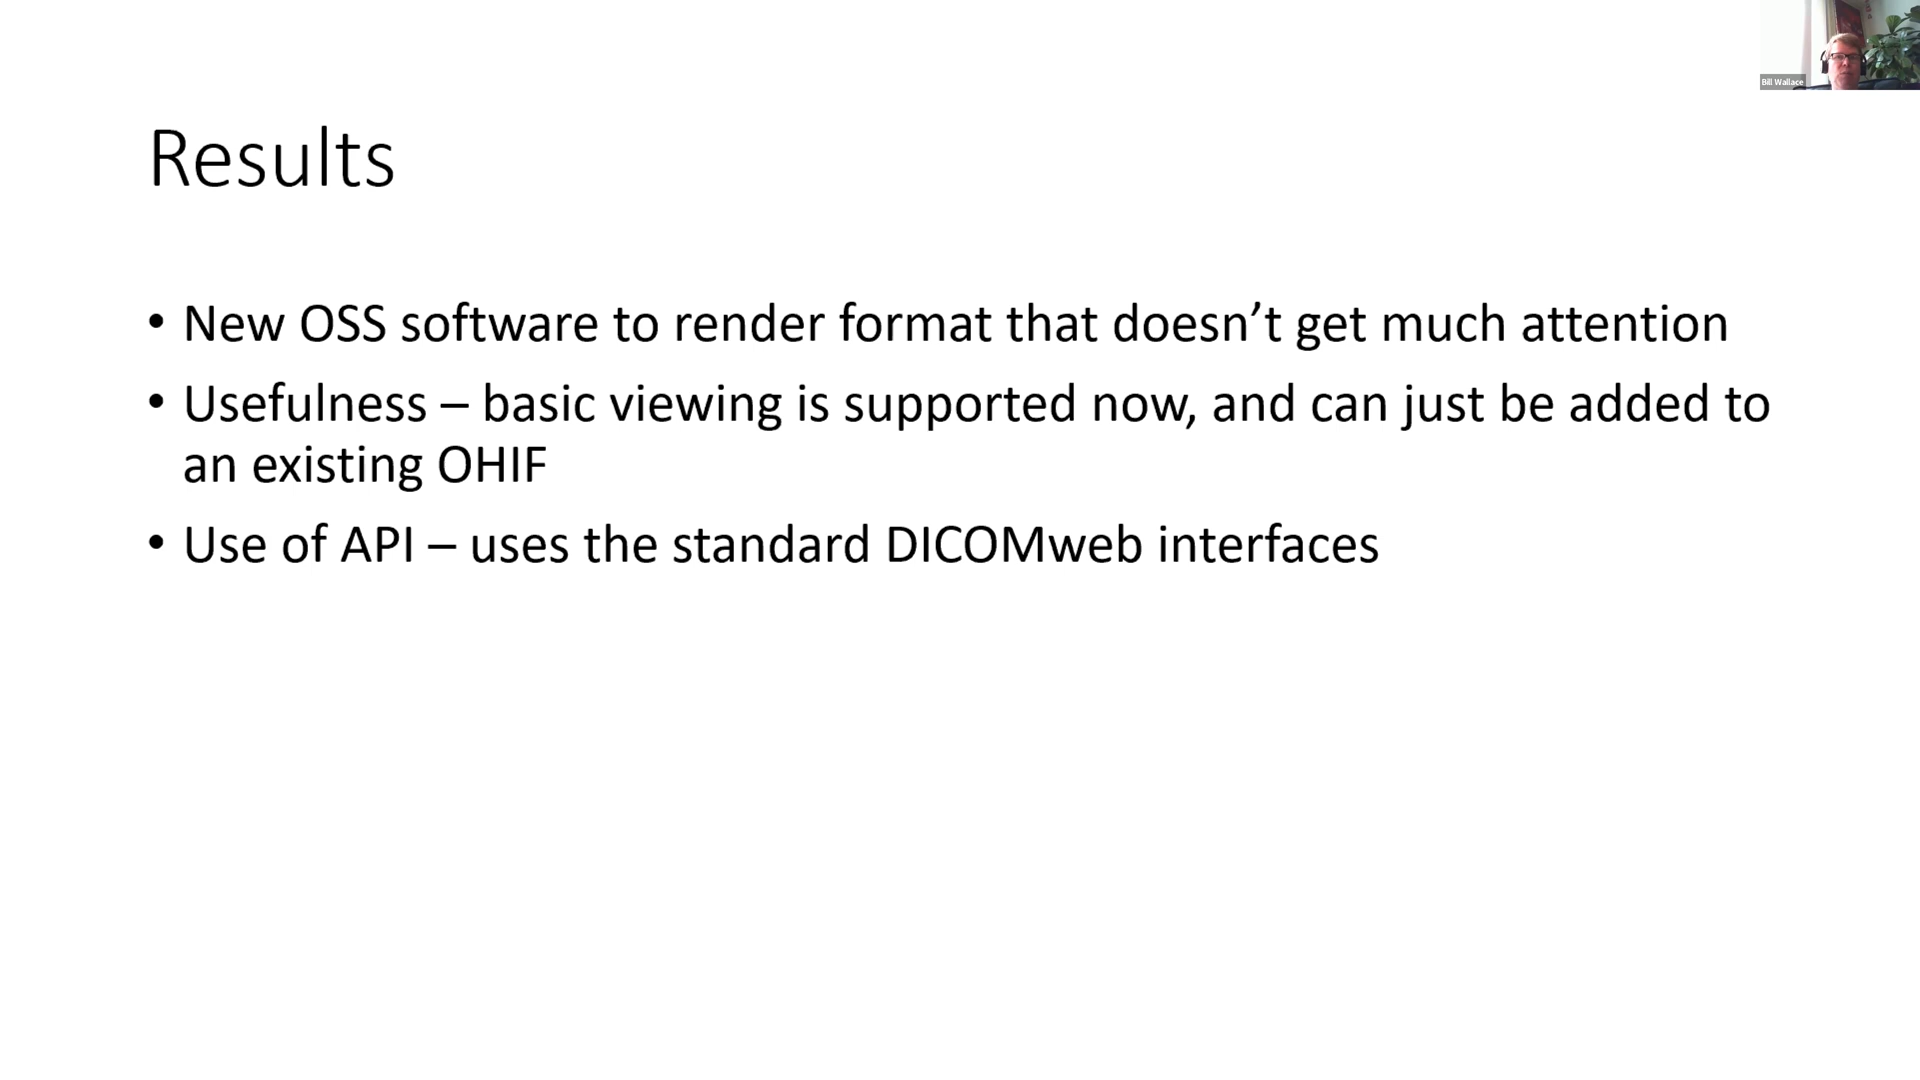 Bill Wallace
Results
• New OSS software to render format that doesn’t get much attention
• Usefulness – basic viewing is supported now, and can just be added to
an existing OHIF
• Use of API – uses the standard DICOMweb interfaces